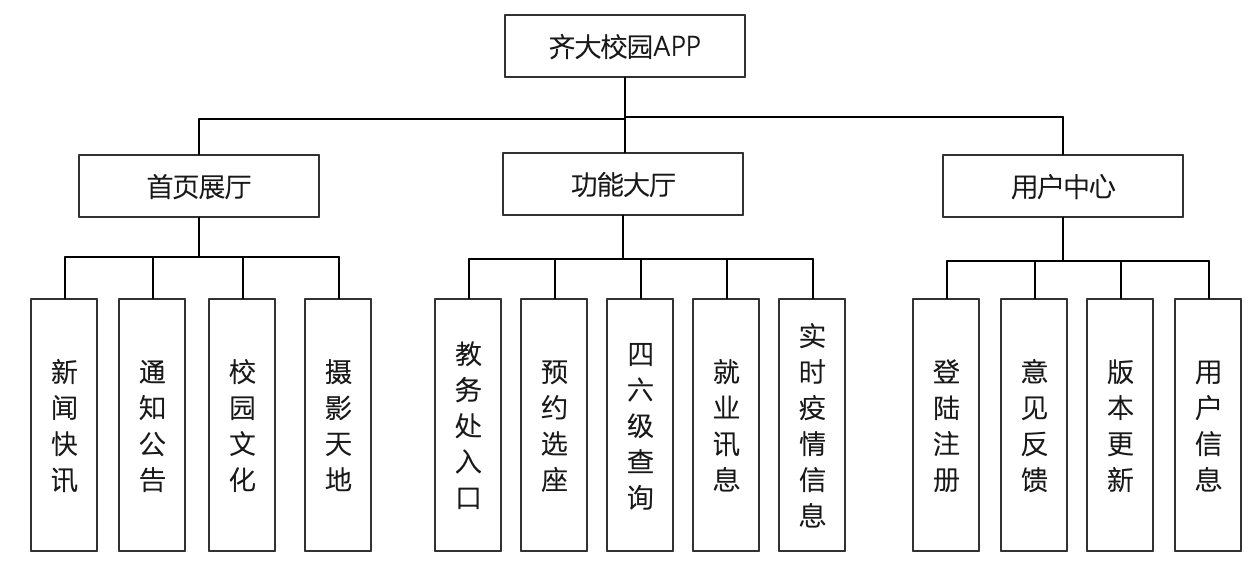 齐大校园APP
首页展厅
功能大厅
用户中心
新闻快讯
通知公告
校园文化
摄影天地
教务处入口
预约选座
四六级查询
就业讯息
实时疫情信息
登陆注册
意见反馈
版本更新
用户信息